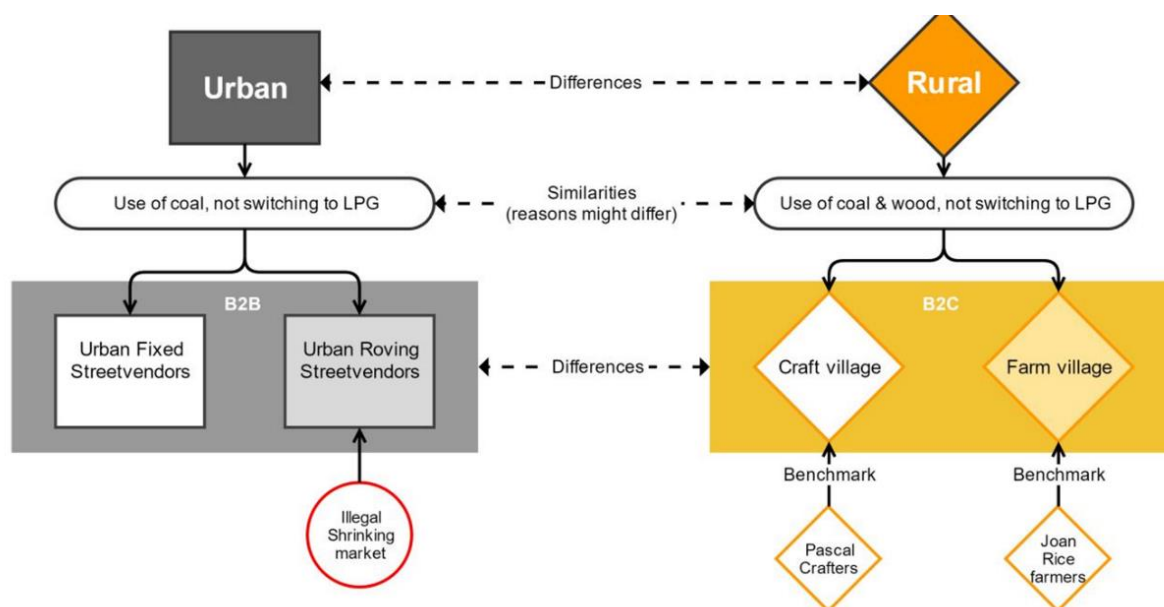 Urban
Differences
Rural
Use of coal, not switching to LPG
Similarities
(reasons might differ)
Use of coal & wood, not switching to LPG
B2B
B2C
Urban Fixed
Streetvendors
Urban Roving
Streetvendors
Differences
Craft village
Farm village
Illegal
Shrinking
market
Benchmark
Benchmark
Pascal
Crafters
Joan
Rice
farmers